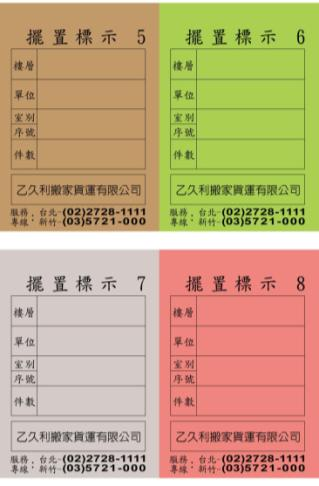 擺置標示 5
樓層
單位
室別
序號
件數
乙久利搬家貨運有限公司
服務專線：台北-(02)2728-1111
新竹-(03)5721-000
擺置標示 6
樓層
單位
室別
序號
件數
乙久利搬家貨運有限公司
服務專線：台北-(02)2728-1111
新竹-(03)5721-000
擺置標示 7
樓層
單位
室別
序號
件數
乙久利搬家貨運有限公司
服務專線：台北-(02)2728-1111
新竹-(03)5721-000
擺置標示 8
樓層
單位
室別
序號
件數
乙久利搬家貨運有限公司
服務專線：台北-(02)2728-1111
新竹-(03)5721-000